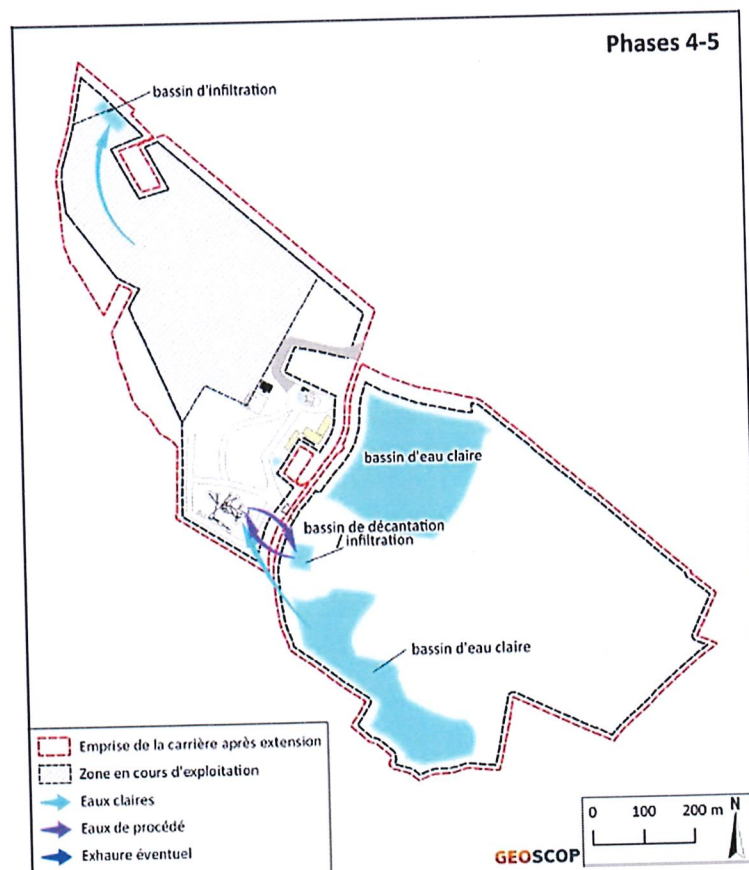 Phases 4-5
bassin d'infiltration
bassin d'eau claire
bassin de décantation
/ infiltration
bassin d'eau claire
Emprise de la carrière après extension
Zone en cours d'exploitation
Eaux claires
Eaux de procédé
Exhaure éventuel
0 100 200 m N
GEOSCOP